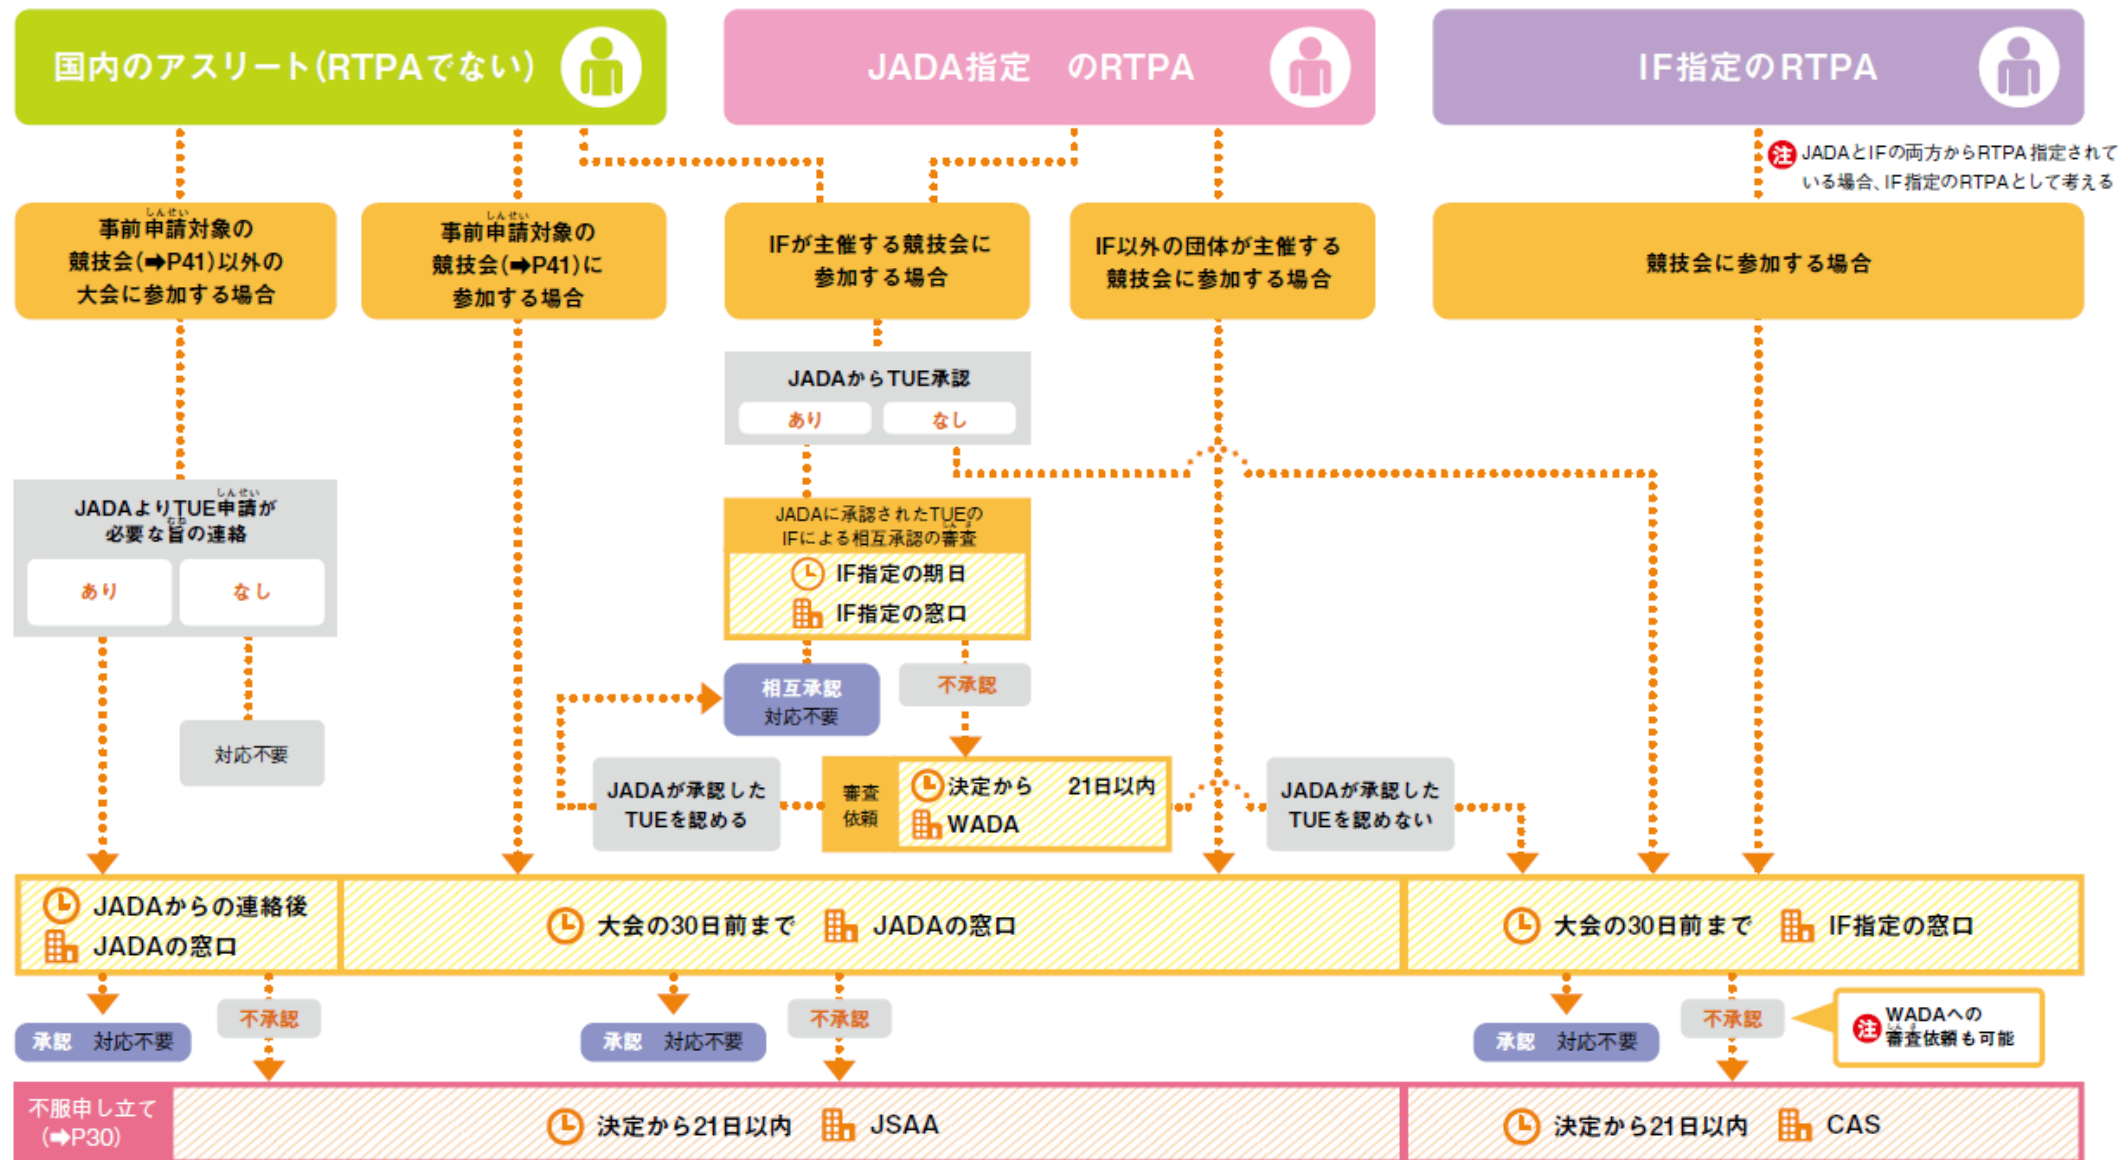 国内のアスリート(RTPAでない)
JADA指定　のRTPA
IF指定のRTPA
注 JADAとIFの両方からRTPA指定されて
いる場合、IF指定のRTPAとして考える
しんせい
事前申請対象の
競技会(➡P41)以外の
大会に参加する場合
しんせい
事前申請対象の
競技会(➡P41)に
参加する場合
IFが主催する競技会に
参加する場合
IF以外の団体が主催する
競技会に参加する場合
競技会に参加する場合
JADAからTUE承認
あり
なし
しんせい
JADAよりTUE申請が
むね
必要な旨の連絡
あり
なし
JADAに承認されたTUEの
しんさ
IFによる相互承認の審査
IF指定の期日
IF指定の窓口
相互承認
対応不要
不承認
対応不要
JADAが承認した
TUEを認める
審査
依頼
決定から　21日以内
WADA
JADAが承認した
TUEを認めない
JADAからの連絡後
JADAの窓口
大会の30日前まで JADAの窓口
大会の30日前まで IF指定の窓口
承認　対応不要
不承認
承認　対応不要
不承認
承認　対応不要
不承認
注 WADAへの
しんさ
審査依頼も可能
不服申し立て
(➡P30)
決定から21日以内 JSAA
決定から21日以内 CAS